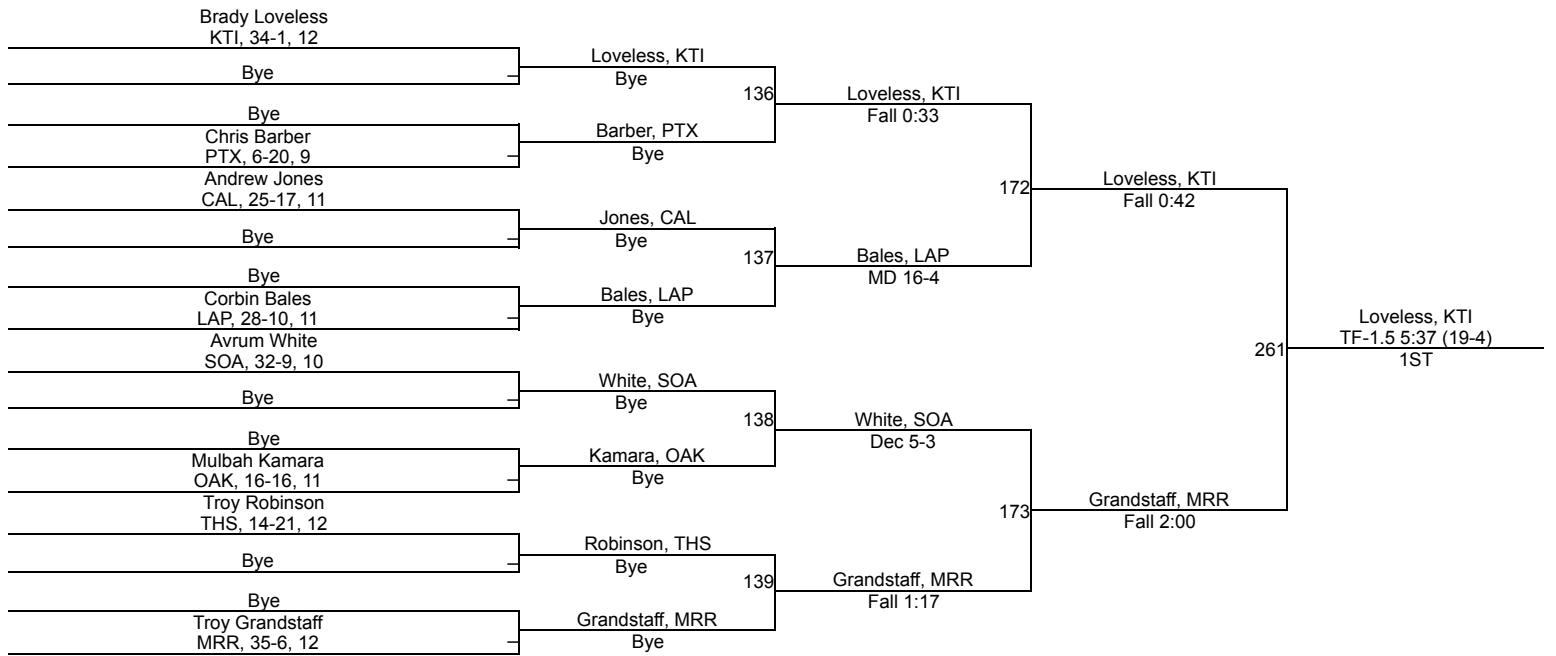 Brady Loveless
KTI, 34-1, 12
Bye
Bye
Chris Barber
PTX, 6-20, 9
Andrew Jones
CAL, 25-17, 11
Bye
Bye
Corbin Bales
LAP, 28-10, 11
Avrum White
SOA, 32-9, 10
Bye
Bye
Mulbah Kamara
OAK, 16-16, 11
Troy Robinson
THS, 14-21, 12
Bye
Bye
Troy Grandstaff
MRR, 35-6, 12
Loveless, KTI
Bye
136
Barber, PTX
Bye
Jones, CAL
Bye
137
Bales, LAP
Bye
White, SOA
Bye
138
Kamara, OAK
Bye
Robinson, THS
Bye
139
Grandstaff, MRR
Bye
Loveless, KTI
Fall 0:33
172
Bales, LAP
MD 16-4
White, SOA
Dec 5-3
173
Grandstaff, MRR
Fall 1:17
Loveless, KTI
Fall 0:42
261
Grandstaff, MRR
Fall 2:00
Loveless, KTI
TF-1.5 5:37 (19-4)
1ST